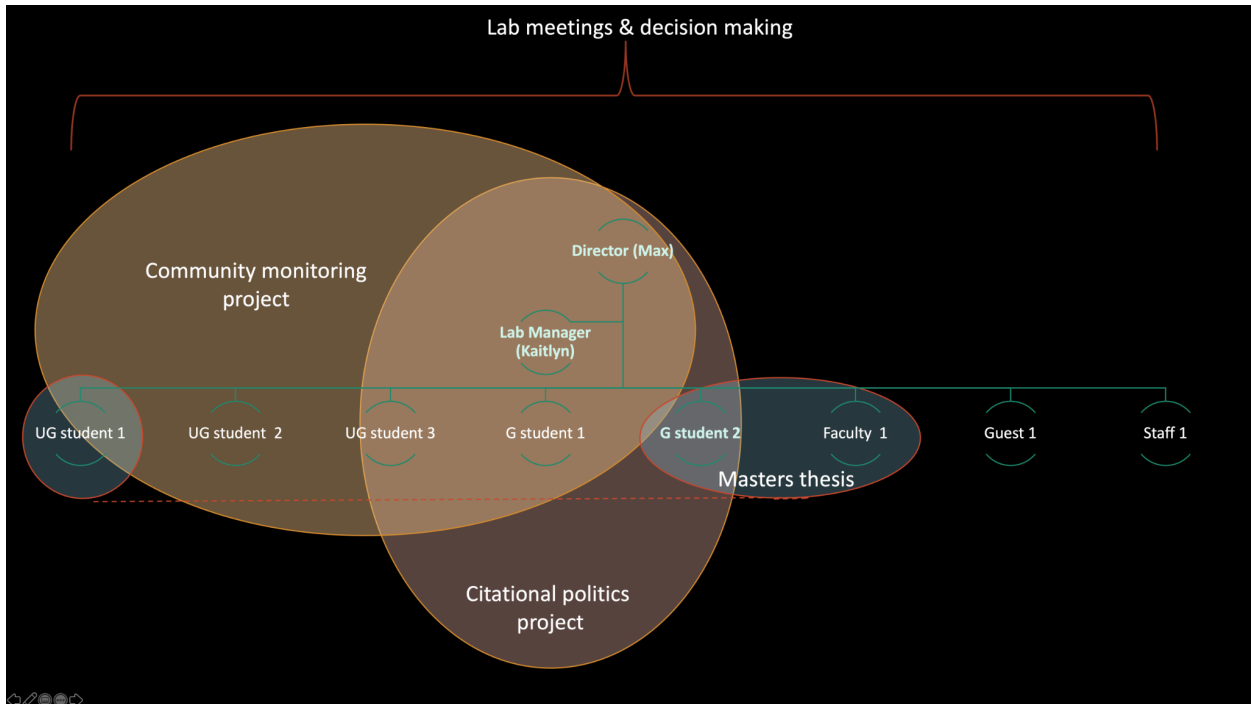 Lab meetings & decision making
Director (Max)
Community monitoring
project
Lab Manager
(Kaitlyn)
UG student 1
UG student  2
UG student 3
G student 1
G student 2
Faculty  1
Guest 1
Staff 1
Masters thesis
Citational politics
project